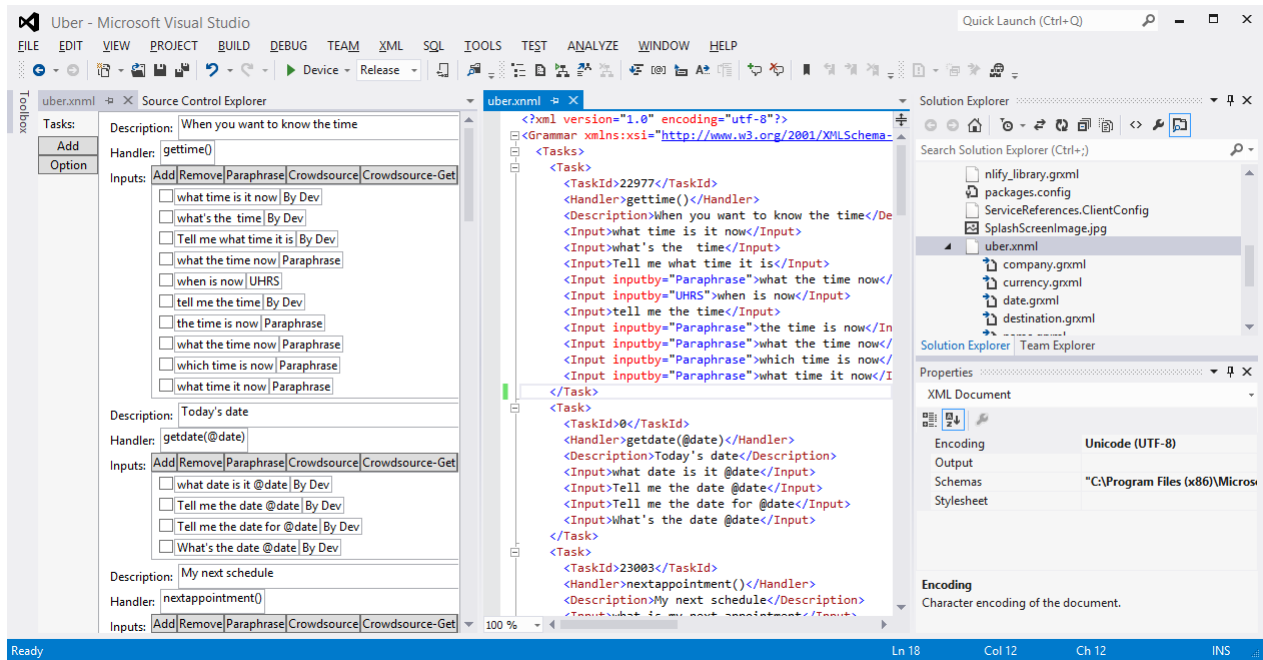 Uber - Microsoft Visual Studio
Quick Launch (Ctrl+Q)
FILE EDIT VIEW PROJECT BUILD DEBUG TEAM XML SQL TOOLS TEST ANALYZE WINDOW HELP
Device Release
Toolbox
uber.xnml Source Control Explorer
Tasks:
Add
Option
Description: When you want to know the time
Handler: gettime()
Inputs: Add Remove Paraphrase Crowdsource Crowdsource-Get
what time is it now By Dev
what's the  time By Dev
Tell me what time it is By Dev
what the time now Paraphrase
when is now UHRS
tell me the time By Dev
the time is now Paraphrase
what the time now Paraphrase
which time is now Paraphrase
what time it now Paraphrase
Description: Today's date
Handler: getdate(@date)
Inputs: Add Remove Paraphrase Crowdsource Crowdsource-Get
what date is it @date By Dev
Tell me the date @date By Dev
Tell me the date for @date By Dev
What's the date @date By Dev
Description: My next schedule
Handler: nextappointment()
Inputs: Add Remove Paraphrase Crowdsource Crowdsource-Get
uber.xnml
<?xml version="1.0" encoding="utf-8"?>
<Grammar xmlns:xsi="http://www.w3.org/2001/XMLSchema-
<Tasks>
<Task>
<TaskId>22977</TaskId>
<Handler>gettime()</Handler>
<Description>When you want to know the time</De
<Input>what time is it now</Input>
<Input>what's the  time</Input>
<Input>Tell me what time it is</Input>
<Input inputby="Paraphrase">what the time now</
<Input inputby="UHRS">when is now</Input>
<Input>tell me the time</Input>
<Input inputby="Paraphrase">the time is now</In
<Input inputby="Paraphrase">what the time now</
<Input inputby="Paraphrase">which time is now</
<Input inputby="Paraphrase">what time it now</I
</Task>
<Task>
<TaskId>0</TaskId>
<Handler>getdate(@date)</Handler>
<Description>Today's date</Description>
<Input>what date is it @date</Input>
<Input>Tell me the date @date</Input>
<Input>Tell me the date for @date</Input>
<Input>What's the date @date</Input>
</Task>
<Task>
<TaskId>23003</TaskId>
<Handler>nextappointment()</Handler>
<Description>My next schedule</Description>
<Input>what is my next appointment</Input>
100 %
Solution Explorer
Search Solution Explorer (Ctrl+;)
nlify_library.grxml
packages.config
ServiceReferences.ClientConfig
SplashScreenImage.jpg
uber.xnml
company.grxml
currency.grxml
date.grxml
destination.grxml
Solution Explorer Team Explorer
Properties
XML Document
Encoding Unicode (UTF-8)
Output
Schemas "C:\Program Files (x86)\Micros
Stylesheet
Encoding
Character encoding of the document.
Ready Ln 18 Col 12 Ch 12 INS